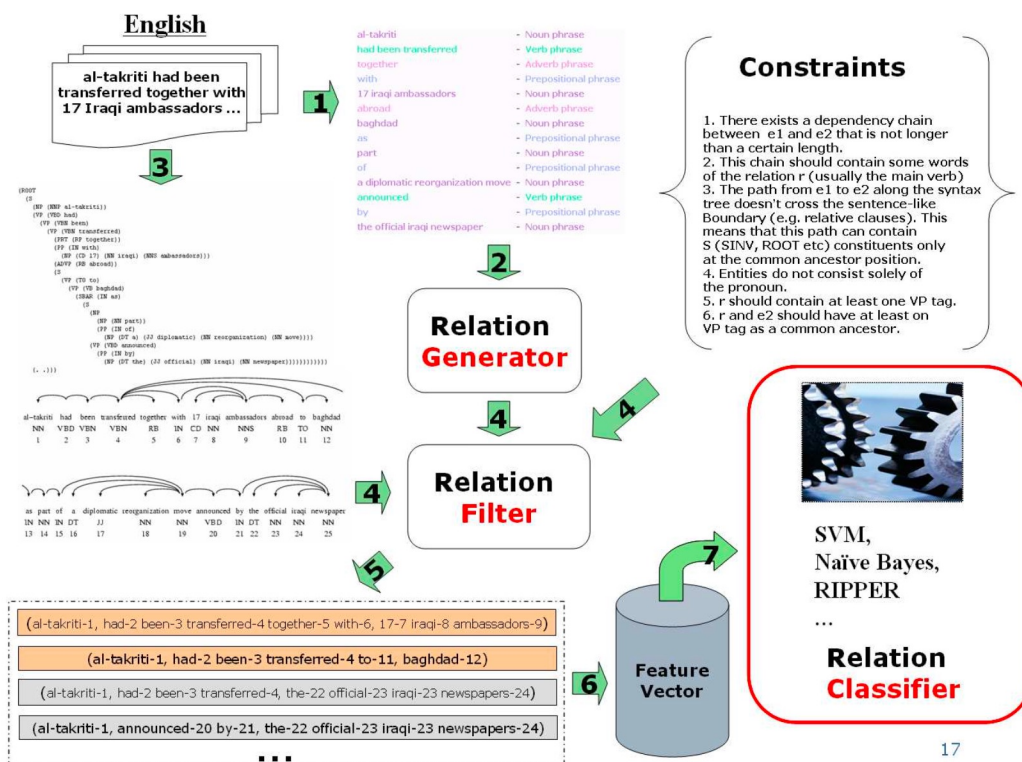 English
al-takriti had been
transferred together with
17 Iraqi ambassadors ...
1
al-takriti - Noun phrase
had been transferred - Verb phrase
together - Adverb phrase
with - Prepositional phrase
17 iraqi ambassadors - Noun phrase
abroad - Adverb phrase
baghdad - Noun phrase
as - Prepositional phrase
part - Noun phrase
of - Prepositional phrase
a diplomatic reorganization move - Noun phrase
announced - Verb phrase
by - Prepositional phrase
the official iraqi newspaper - Noun phrase
Constraints
1. There exists a dependency chain
between e1 and e2 that is not longer
than a certain length.
2. This chain should contain some words
of the relation r (usually the main verb)
3. The path from e1 to e2 along the syntax
tree doesn't cross the sentence-like
Boundary (e.g. relative clauses). This
means that this path can contain
S (SINV, ROOT etc) constituents only
at the common ancestor position.
4. Entities do not consist solely of
the pronoun.
5. r should contain at least one VP tag.
6. r and e2 should have at least on
VP tag as a common ancestor.
3
(ROOT
(S
(NP (NNP al-takriti))
(VP (VBD had)
(VP (VBN been)
(VP (VBN transferred)
(PRT (RP together))
(PP (IN with)
(NP (CD 17) (NN iraqi) (NNS ambassadors)))
(ADVP (RB abroad))
(S
(VP (TO to)
(VP (VB baghdad)
(SBAR (IN as)
(S
(NP
(NP (NN part))
(PP (IN of)
(NP (DT a) (JJ diplomatic) (NN reorganization) (NN move))))
(VP (VBD announced)
(PP (IN by)
(NP (DT the) (JJ official) (NN iraqi) (NN newspaper))))))))))))
(. .)))
2
Relation
Generator
al-takriti had been transferred together with 17 iraqi ambassadors abroad to baghdad
NN VBD VBN VBN RB IN CD NN NNS RB TO NN
1 2 3 4 5 6 7 8 9 10 11 12
4
4
as part of a diplomatic reorganization move announced by the official iraqi newspaper
IN NN IN DT JJ NN NN VBD IN DT NN NN NN
13 14 15 16 17 18 19 20 21 22 23 24 25
4
Relation
Filter
5
(al-takriti-1, had-2 been-3 transferred-4 together-5 with-6, 17-7 iraqi-8 ambassadors-9)
(al-takriti-1, had-2 been-3 transferred-4 to-11, baghdad-12)
(al-takriti-1, had-2 been-3 transferred-4, the-22 official-23 iraqi-23 newspapers-24)
(al-takriti-1, announced-20 by-21, the-22 official-23 iraqi-23 newspapers-24)
...
6
Feature
Vector
7
SVM,
Naïve Bayes,
RIPPER
...
Relation
Classifier
17